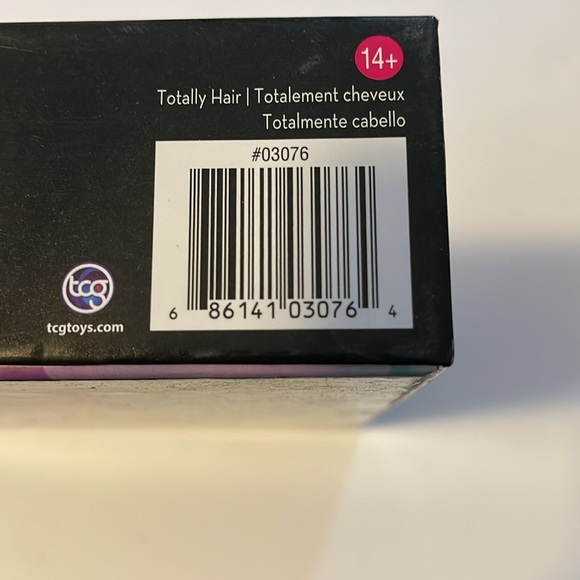 14+
Totally Hair | Totalement cheveux
Totalmente cabello
#03076
6 86141 03076 4
tcg
tcgtoys.com